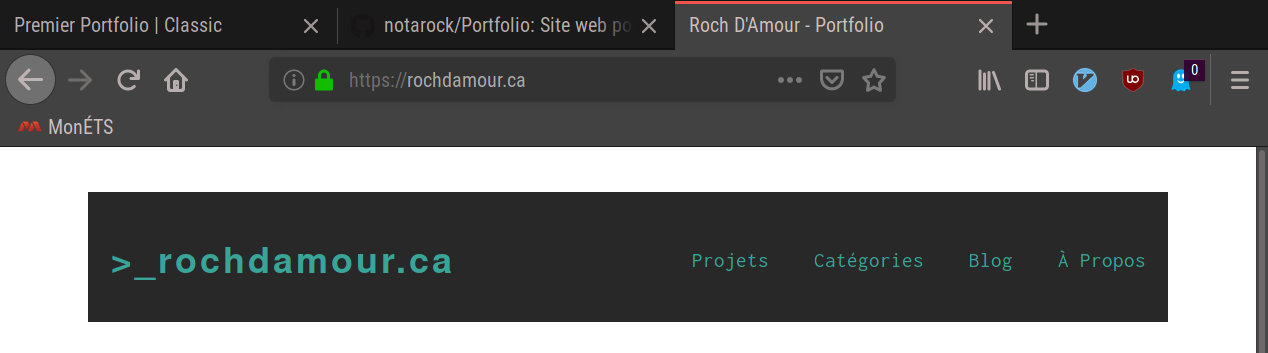 Premier Portfolio | Classic
notarock/Portfolio: Site web po
Roch D'Amour - Portfolio
https://rochdamour.ca
uo
0
MonÉTS
>_rochdamour.ca
Projets
Catégories
Blog
À Propos